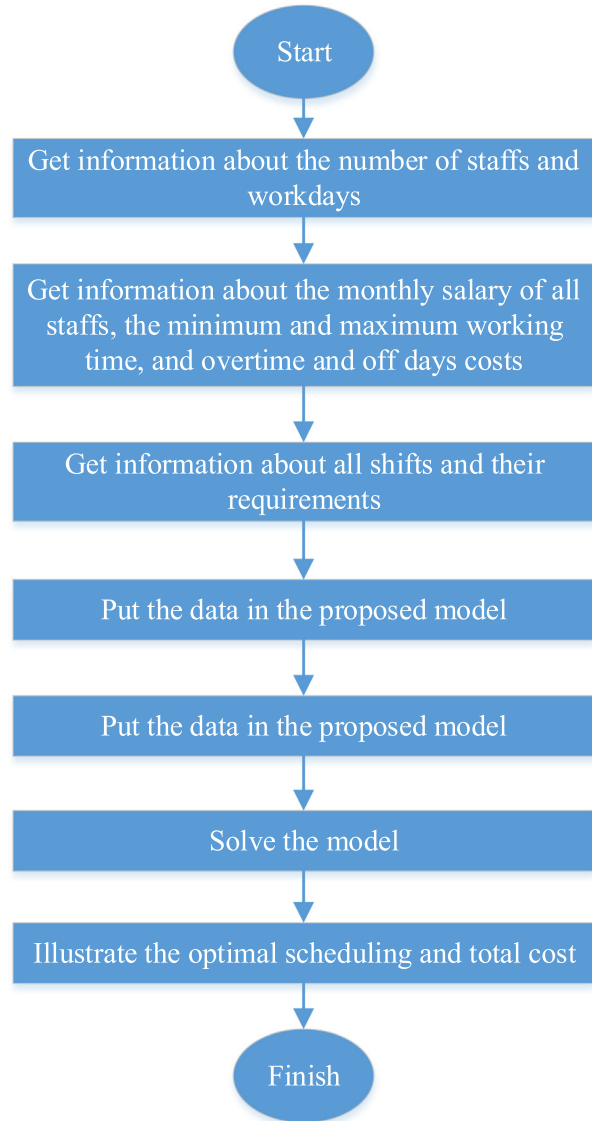 Start
Get information about the number of staffs and
workdays
Get information about the monthly salary of all
staffs, the minimum and maximum working
time, and overtime and off days costs
Get information about all shifts and their
requirements
Put the data in the proposed model
Put the data in the proposed model
Solve the model
Illustrate the optimal scheduling and total cost
Finish